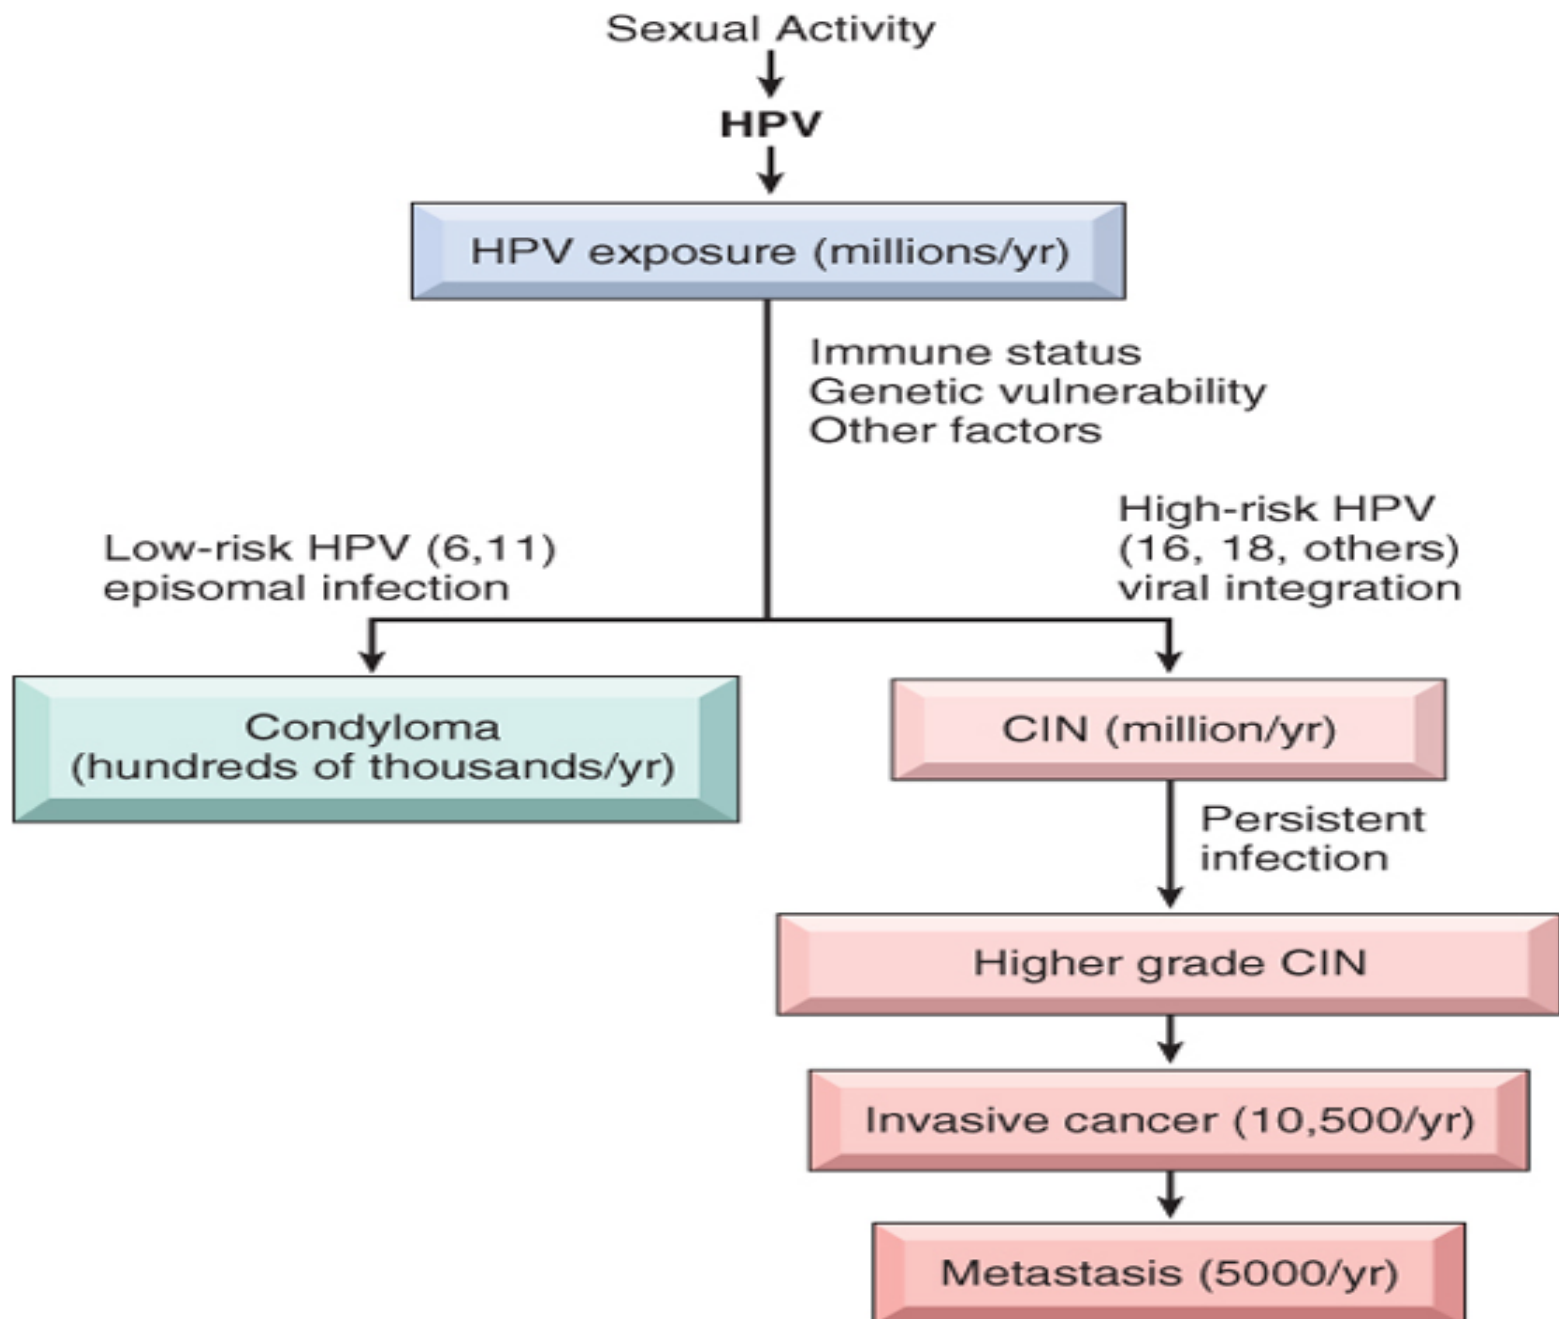 Sexual Activity
HPV
HPV exposure (millions/yr)
Immune status
Genetic vulnerability
Other factors
Low-risk HPV (6,11)
episomal infection
High-risk HPV
(16, 18, others)
viral integration
Condyloma
(hundreds of thousands/yr)
CIN (million/yr)
Persistent
infection
Higher grade CIN
Invasive cancer (10,500/yr)
Metastasis (5000/yr)